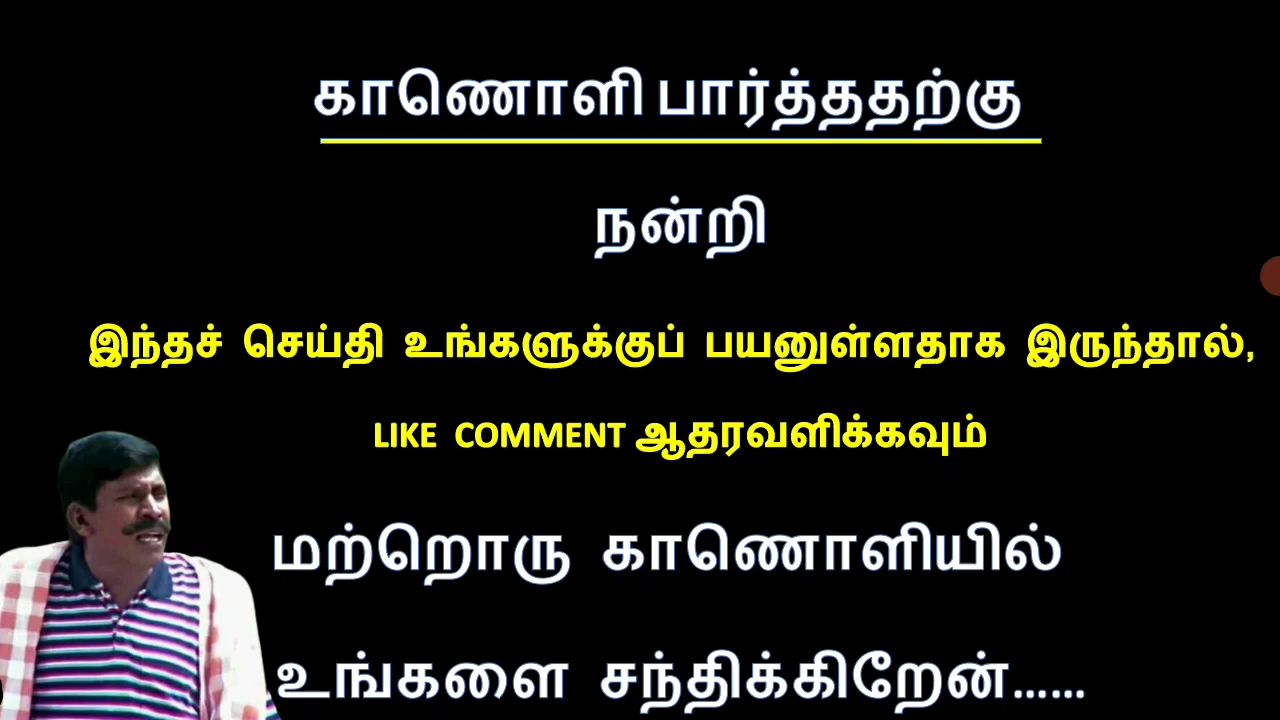 காணொளி பார்த்ததற்கு
நன்றி
இந்தச் செய்தி உங்களுக்குப் பயனுள்ளதாக இருந்தால்,
LIKE COMMENT ஆதரவளிக்கவும்
மற்றொரு காணொளியில்
உங்களை சந்திக்கிறேன்......